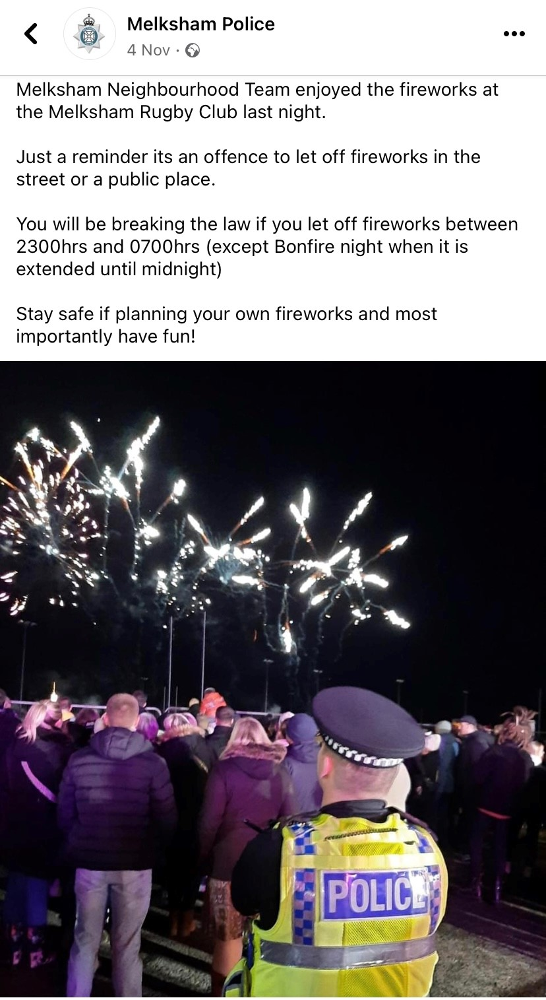 Melksham Police
4 Nov ·
Melksham Neighbourhood Team enjoyed the fireworks at
the Melksham Rugby Club last night.
Just a reminder its an offence to let off fireworks in the
street or a public place.
You will be breaking the law if you let off fireworks between
2300hrs and 0700hrs (except Bonfire night when it is
extended until midnight)
Stay safe if planning your own fireworks and most
importantly have fun!
POLICE